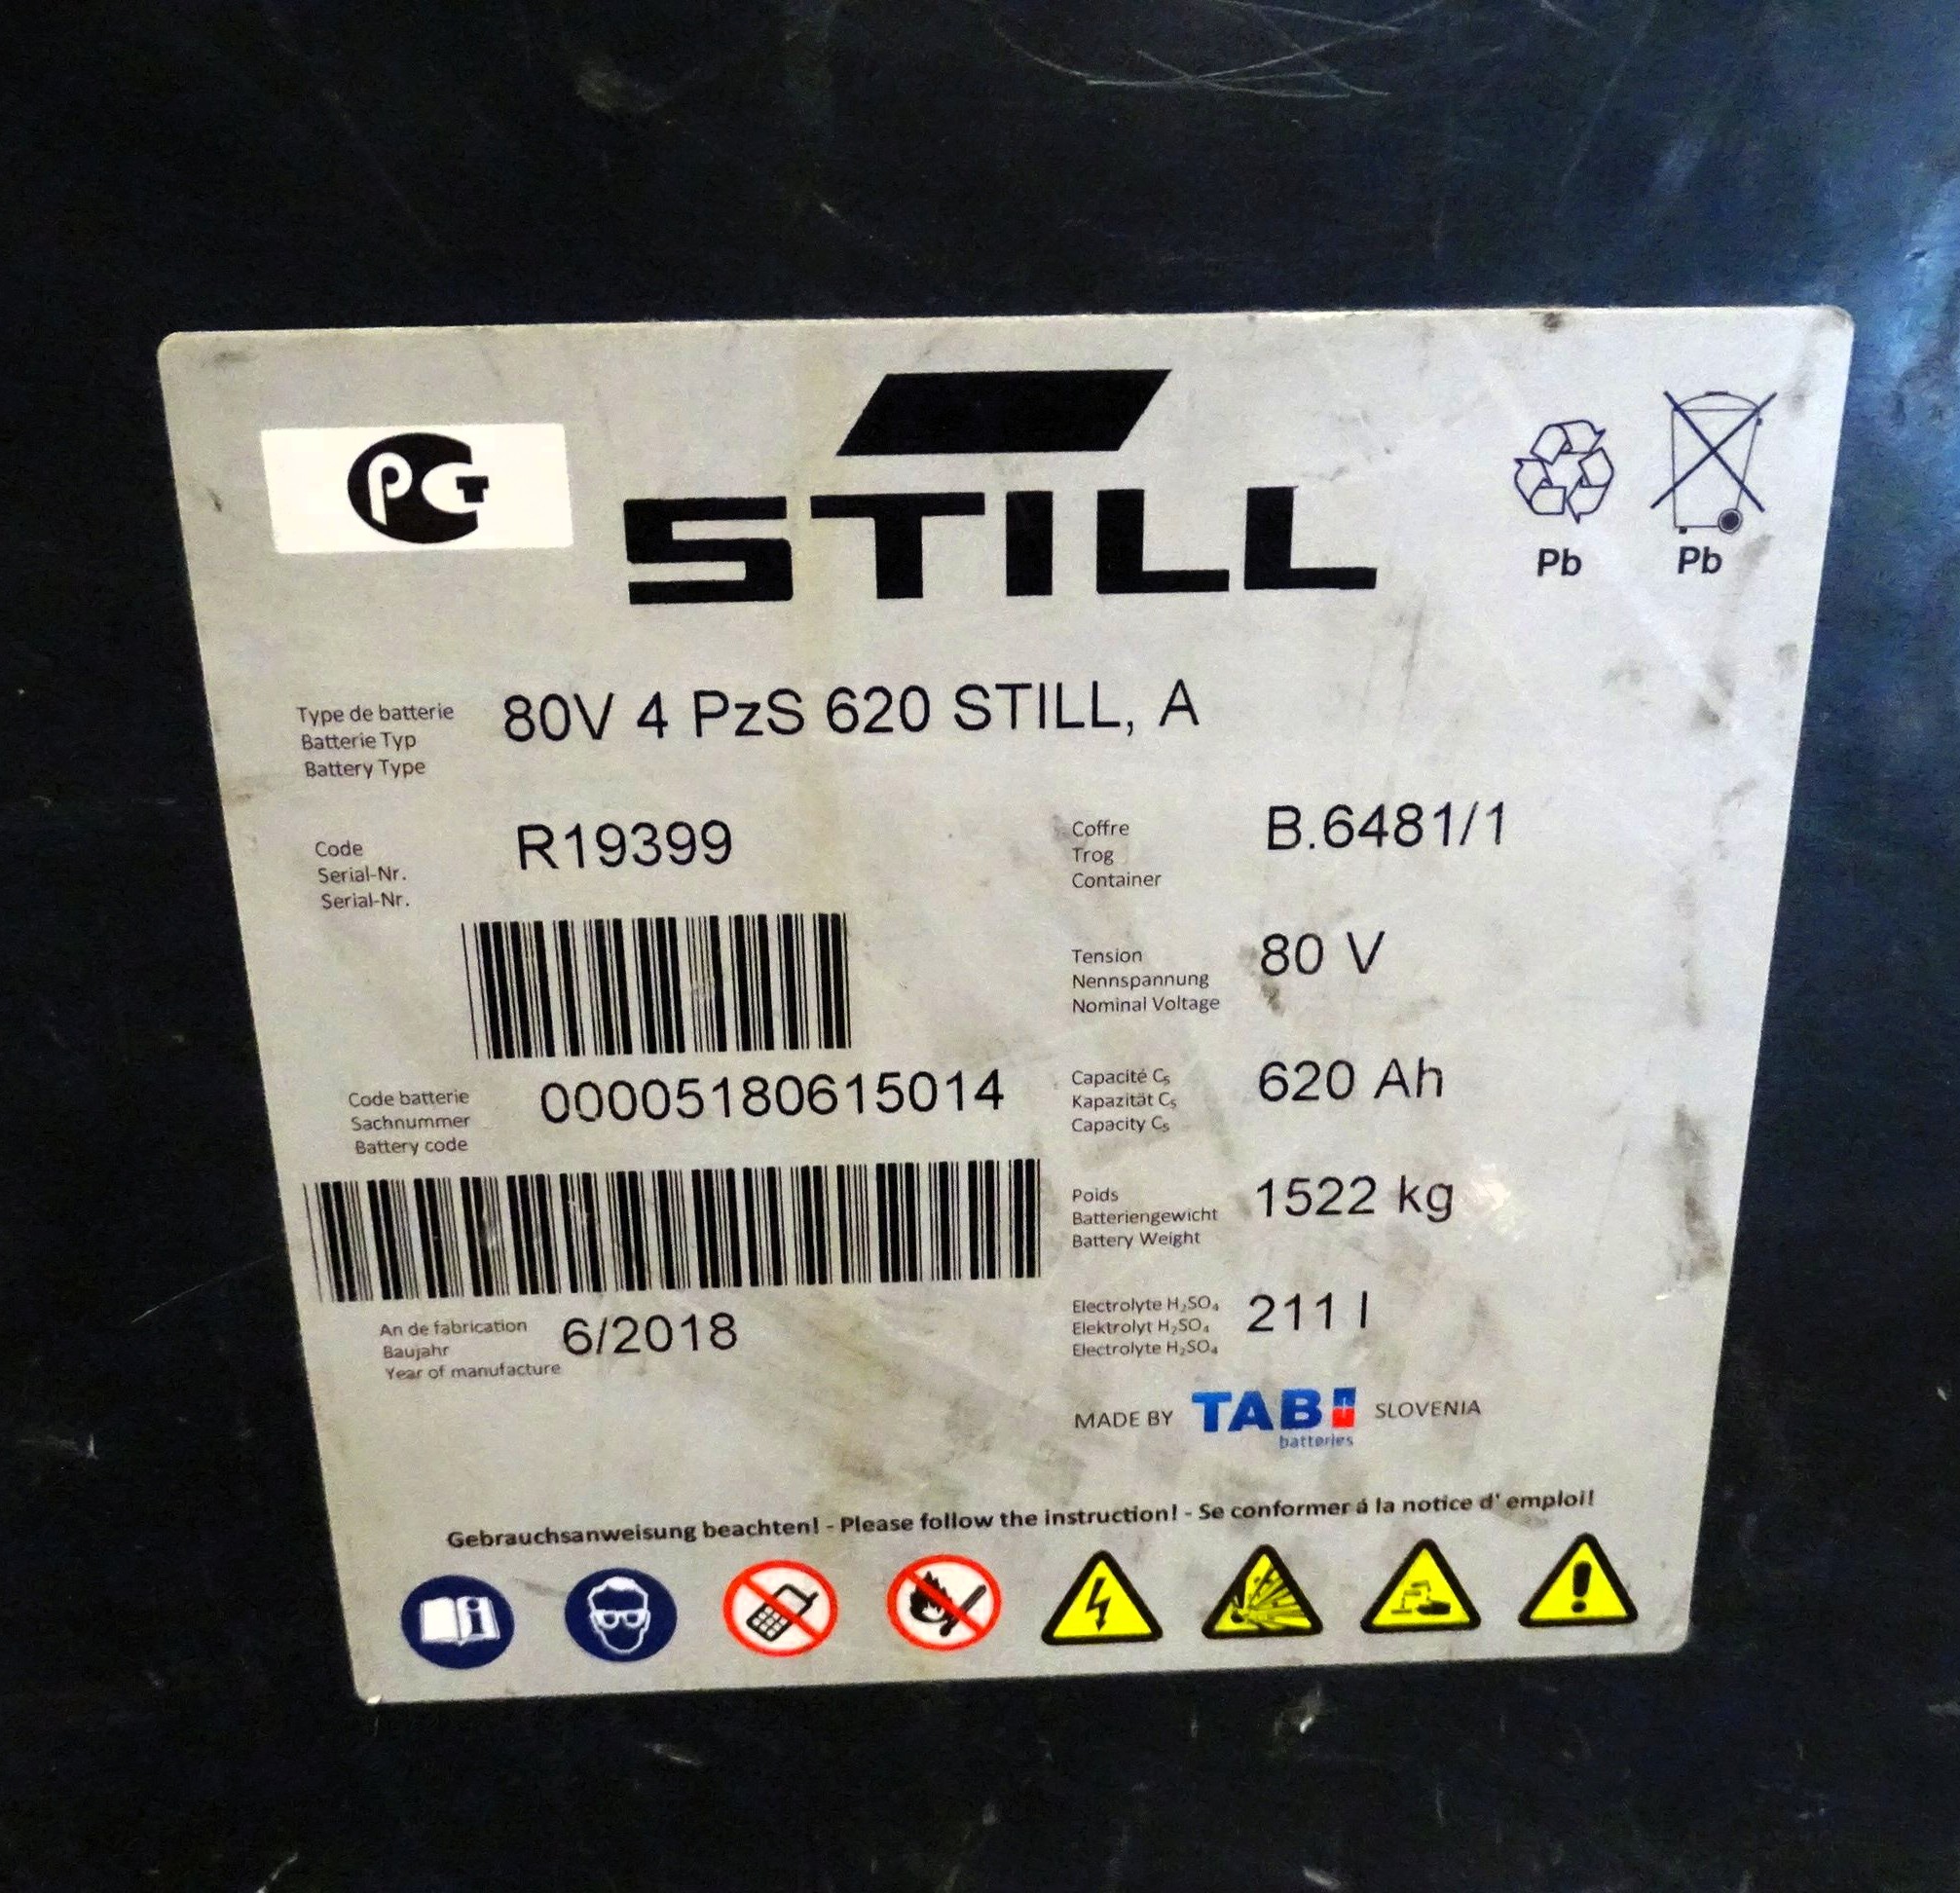 PCT
STILL
Pb
Pb
Type de batterie
Batterie Typ
Battery Type
80V 4 PzS 620 STILL, A
Code
Serial-Nr.
Serial-Nr.
R19399
Coffre
Trog
Container
B.6481/1
Tension
Nennspannung
Nominal Voltage
80 V
Code batterie
Sachnummer
Battery code
00005180615014
Capacité C₅
Kapazität C₅
Capacity C₅
620 Ah
Poids
Batteriengewicht
Battery Weight
1522 kg
An de fabrication
Baujahr
Year of manufacture
6/2018
Electrolyte H₂SO₄
Elektrolyt H₂SO₄
Electrolyte H₂SO₄
211 l
MADE BY TAB batteries SLOVENIA
Gebrauchsanweisung beachten! - Please follow the instruction! - Se conformer á la notice d' emploi!